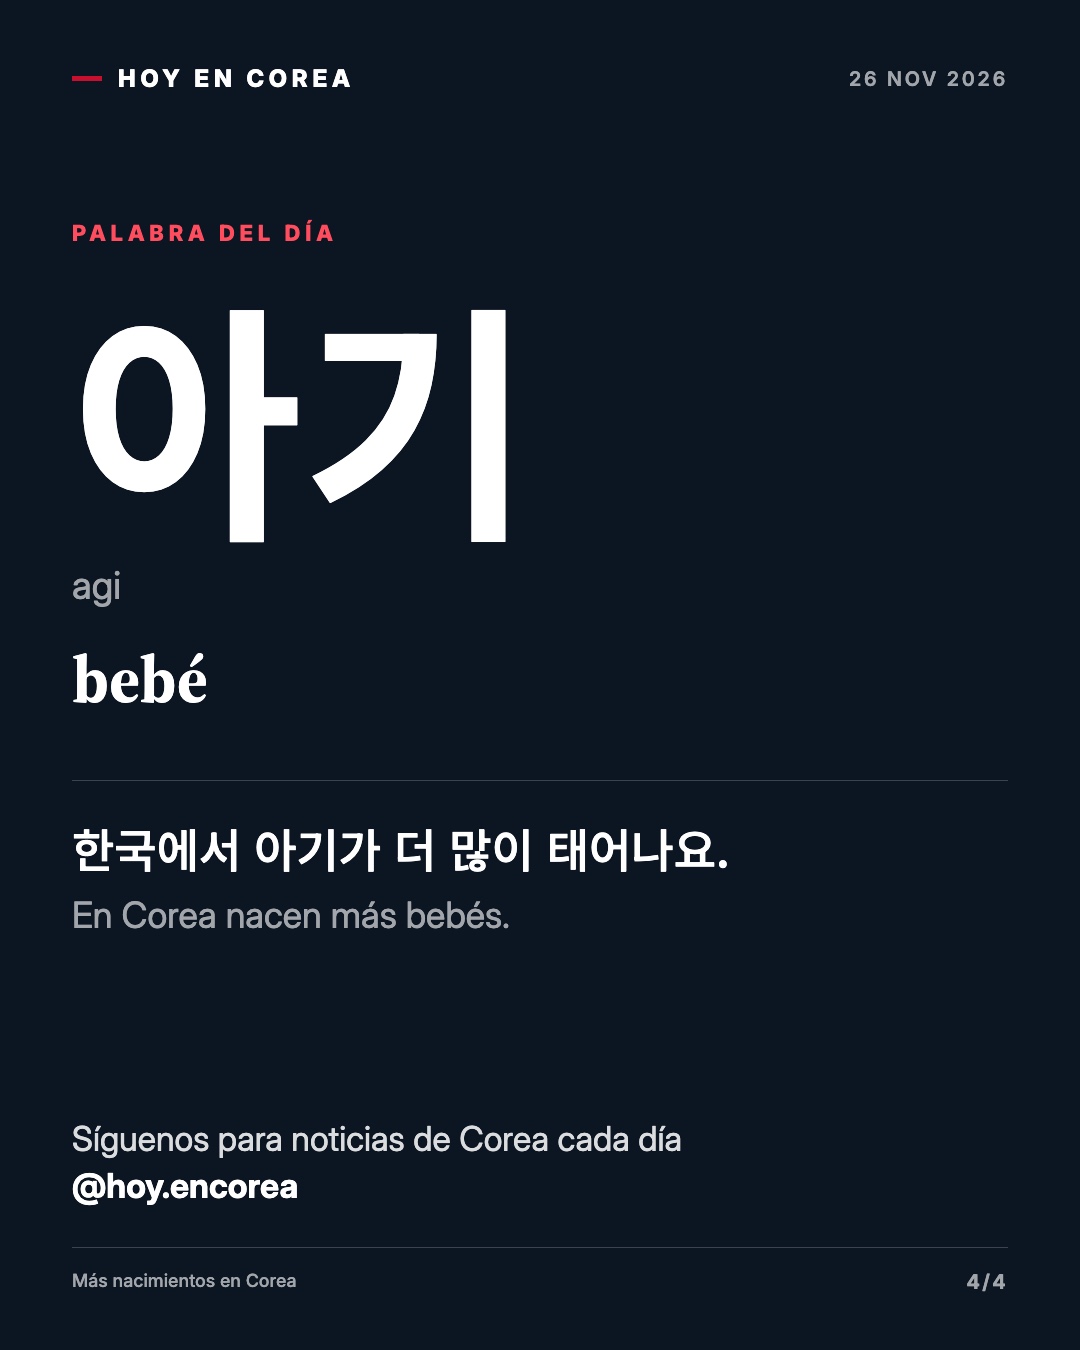 HOY EN COREA
26 NOV 2026
PALABRA DEL DÍA
아기
agi
bebé
한국에서 아기가 더 많이 태어나요.
En Corea nacen más bebés.
Síguenos para noticias de Corea cada día
@hoy.encorea
Más nacimientos en Corea
4/4